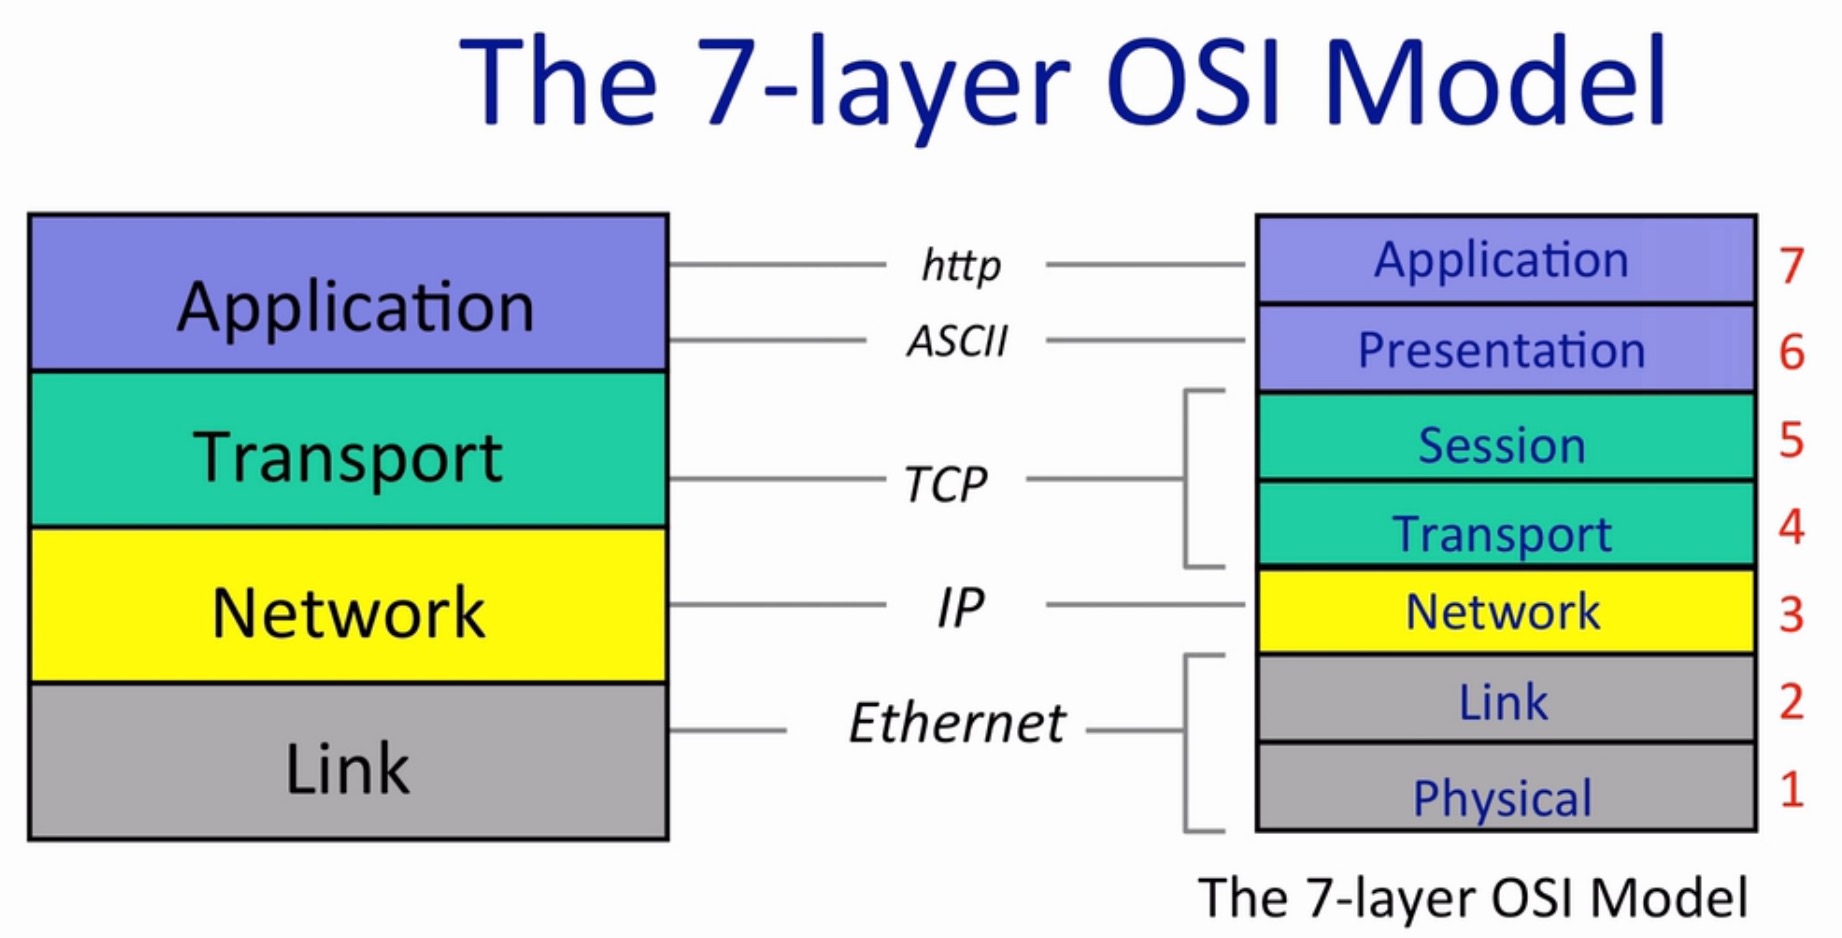 The 7-layer OSI Model
Application
Transport
Network
Link
http
ASCII
TCP
IP
Ethernet
Application 7
Presentation 6
Session 5
Transport 4
Network 3
Link 2
Physical 1
The 7-layer OSI Model